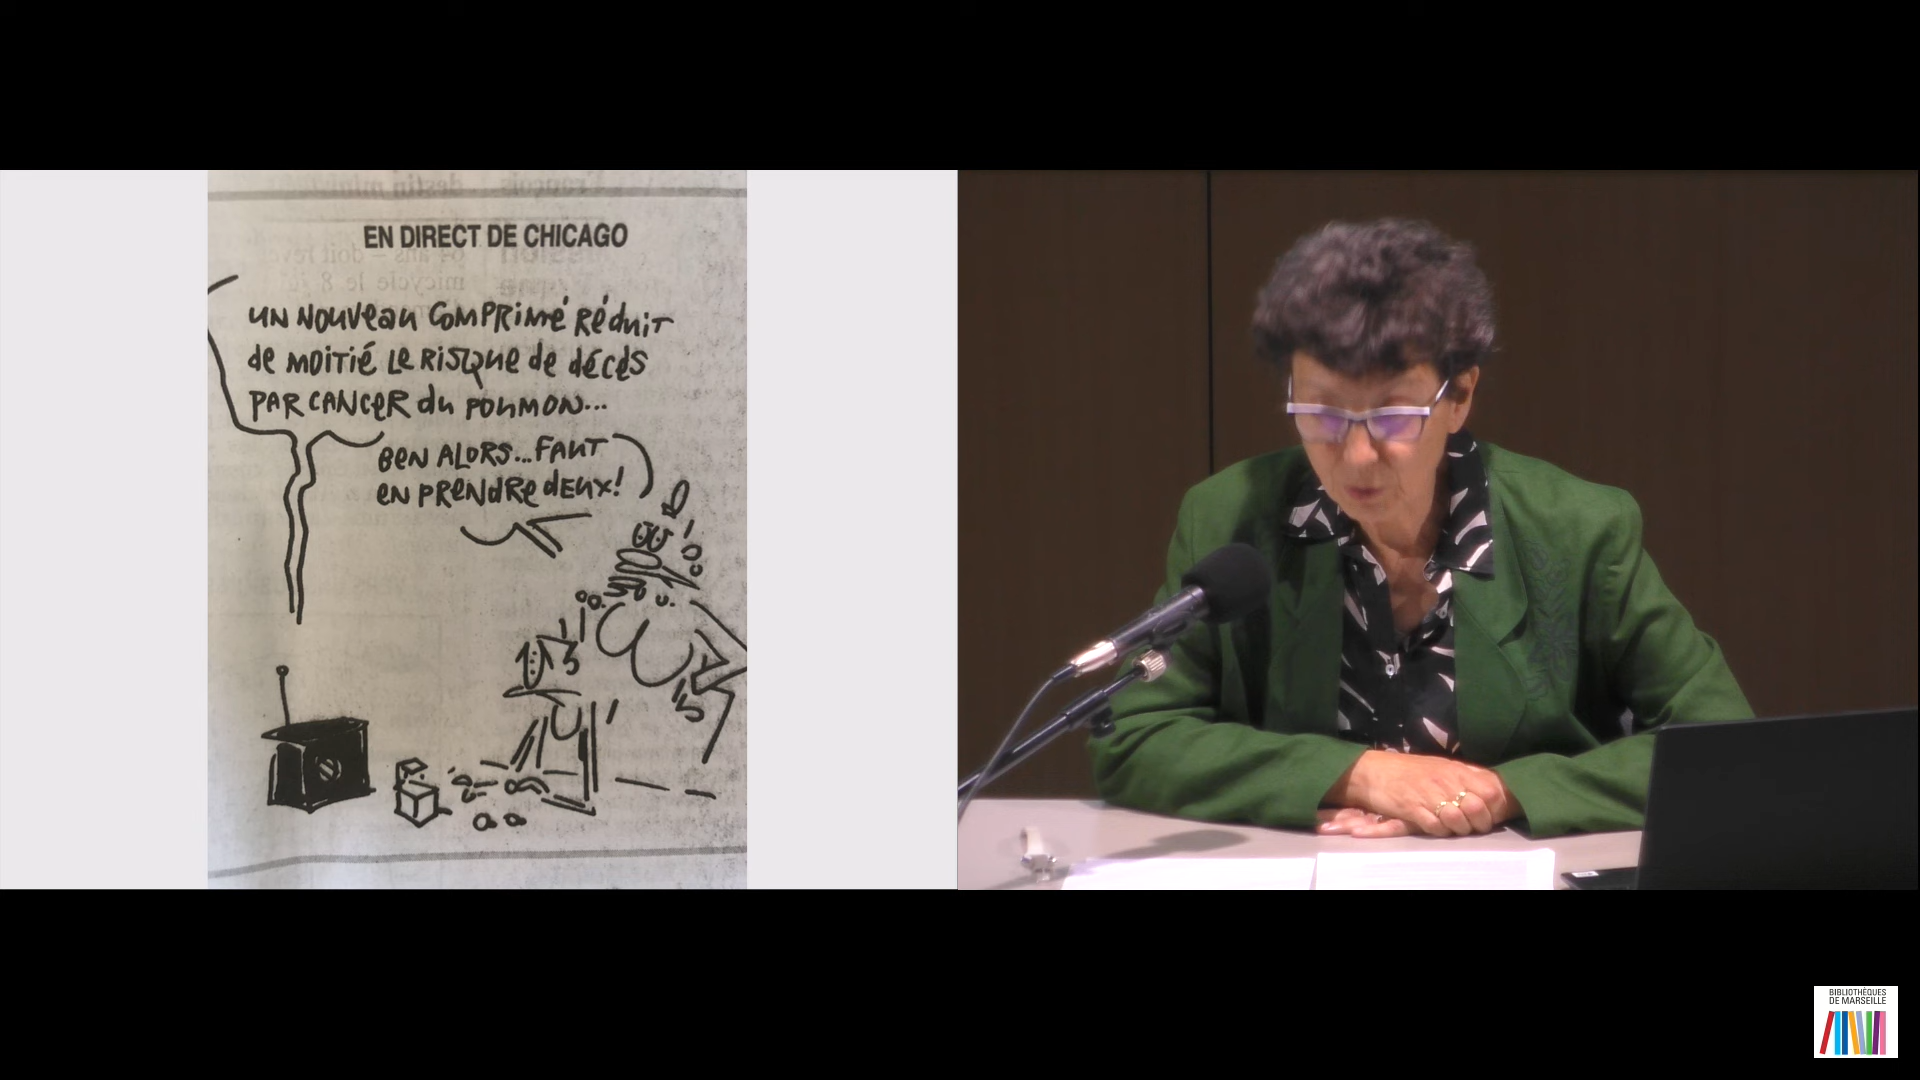 EN DIRECT DE CHICAGO
UN NOUVEAU COMPRIMÉ RÉDUIT
de MOITIÉ LE RISQUE de décès
PAR CANCER du POUMON...
BEN ALORS... FAUT
EN PRENDRE dEUX!
BIBLIOTHÈQUES
DE MARSEILLE